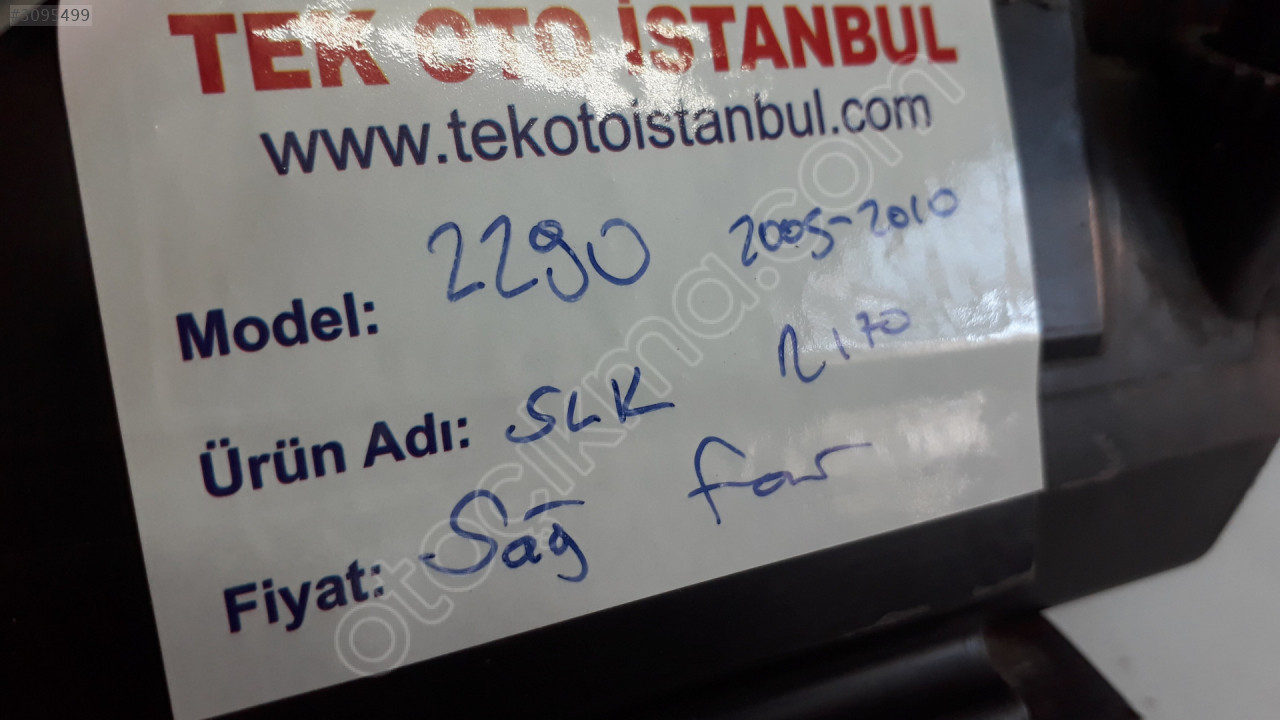 #5095499
TEK OTO İSTANBUL
www.tekotoistanbul.com
Model: 2290 2005-2010
Ürün Adı: SLK R170
Fiyat: Sağ far
otocikma.com